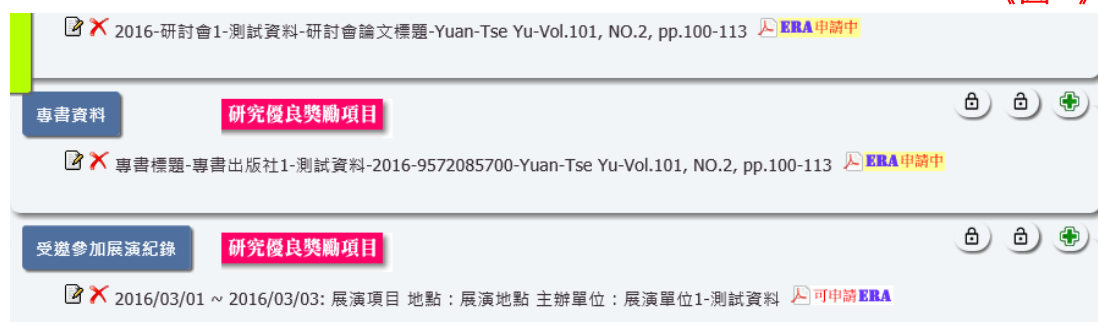 2016-研討會1-測試資料-研討會論文標題-Yuan-Tse Yu-Vol.101, NO.2, pp.100-113 ERA申請中
專書資料 研究優良獎勵項目
專書標題-專書出版社1-測試資料-2016-9572085700-Yuan-Tse Yu-Vol.101, NO.2, pp.100-113 ERA申請中
受邀參加展演紀錄 研究優良獎勵項目
2016/03/01 ~ 2016/03/03: 展演項目 地點：展演地點 主辦單位：展演單位1-測試資料 可申請ERA